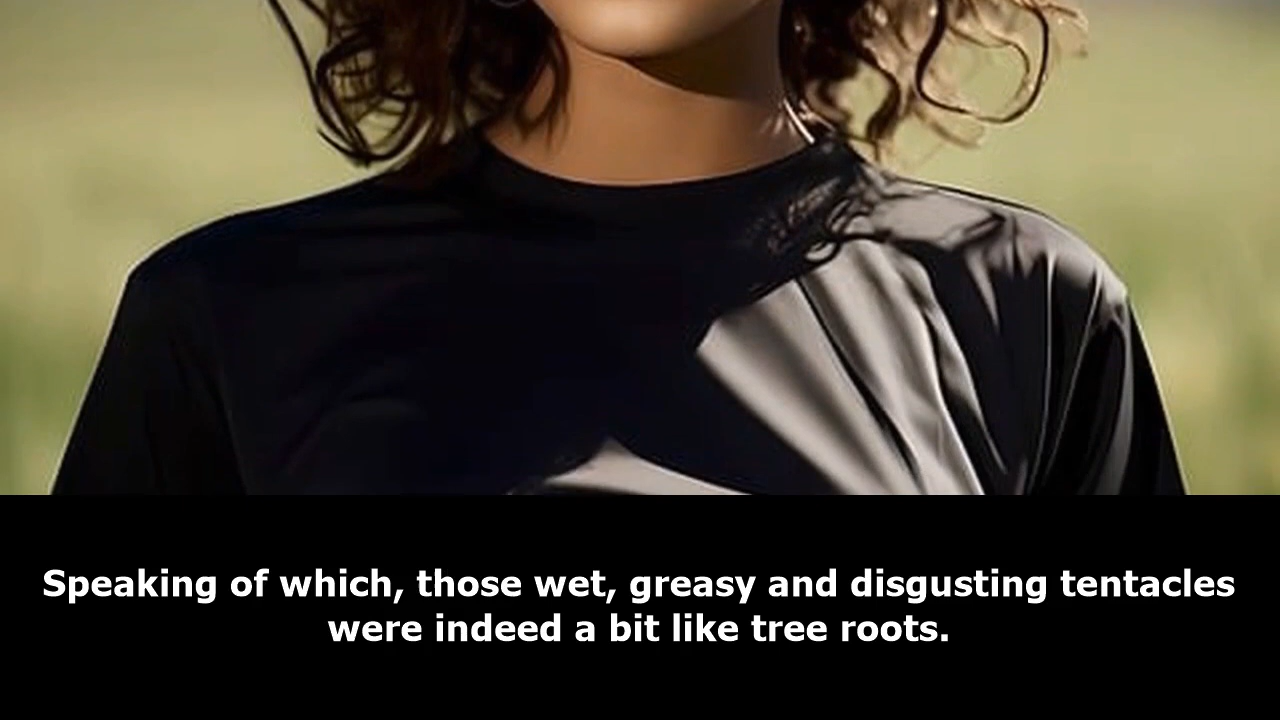 Speaking of which, those wet, greasy and disgusting tentacles
were indeed a bit like tree roots.